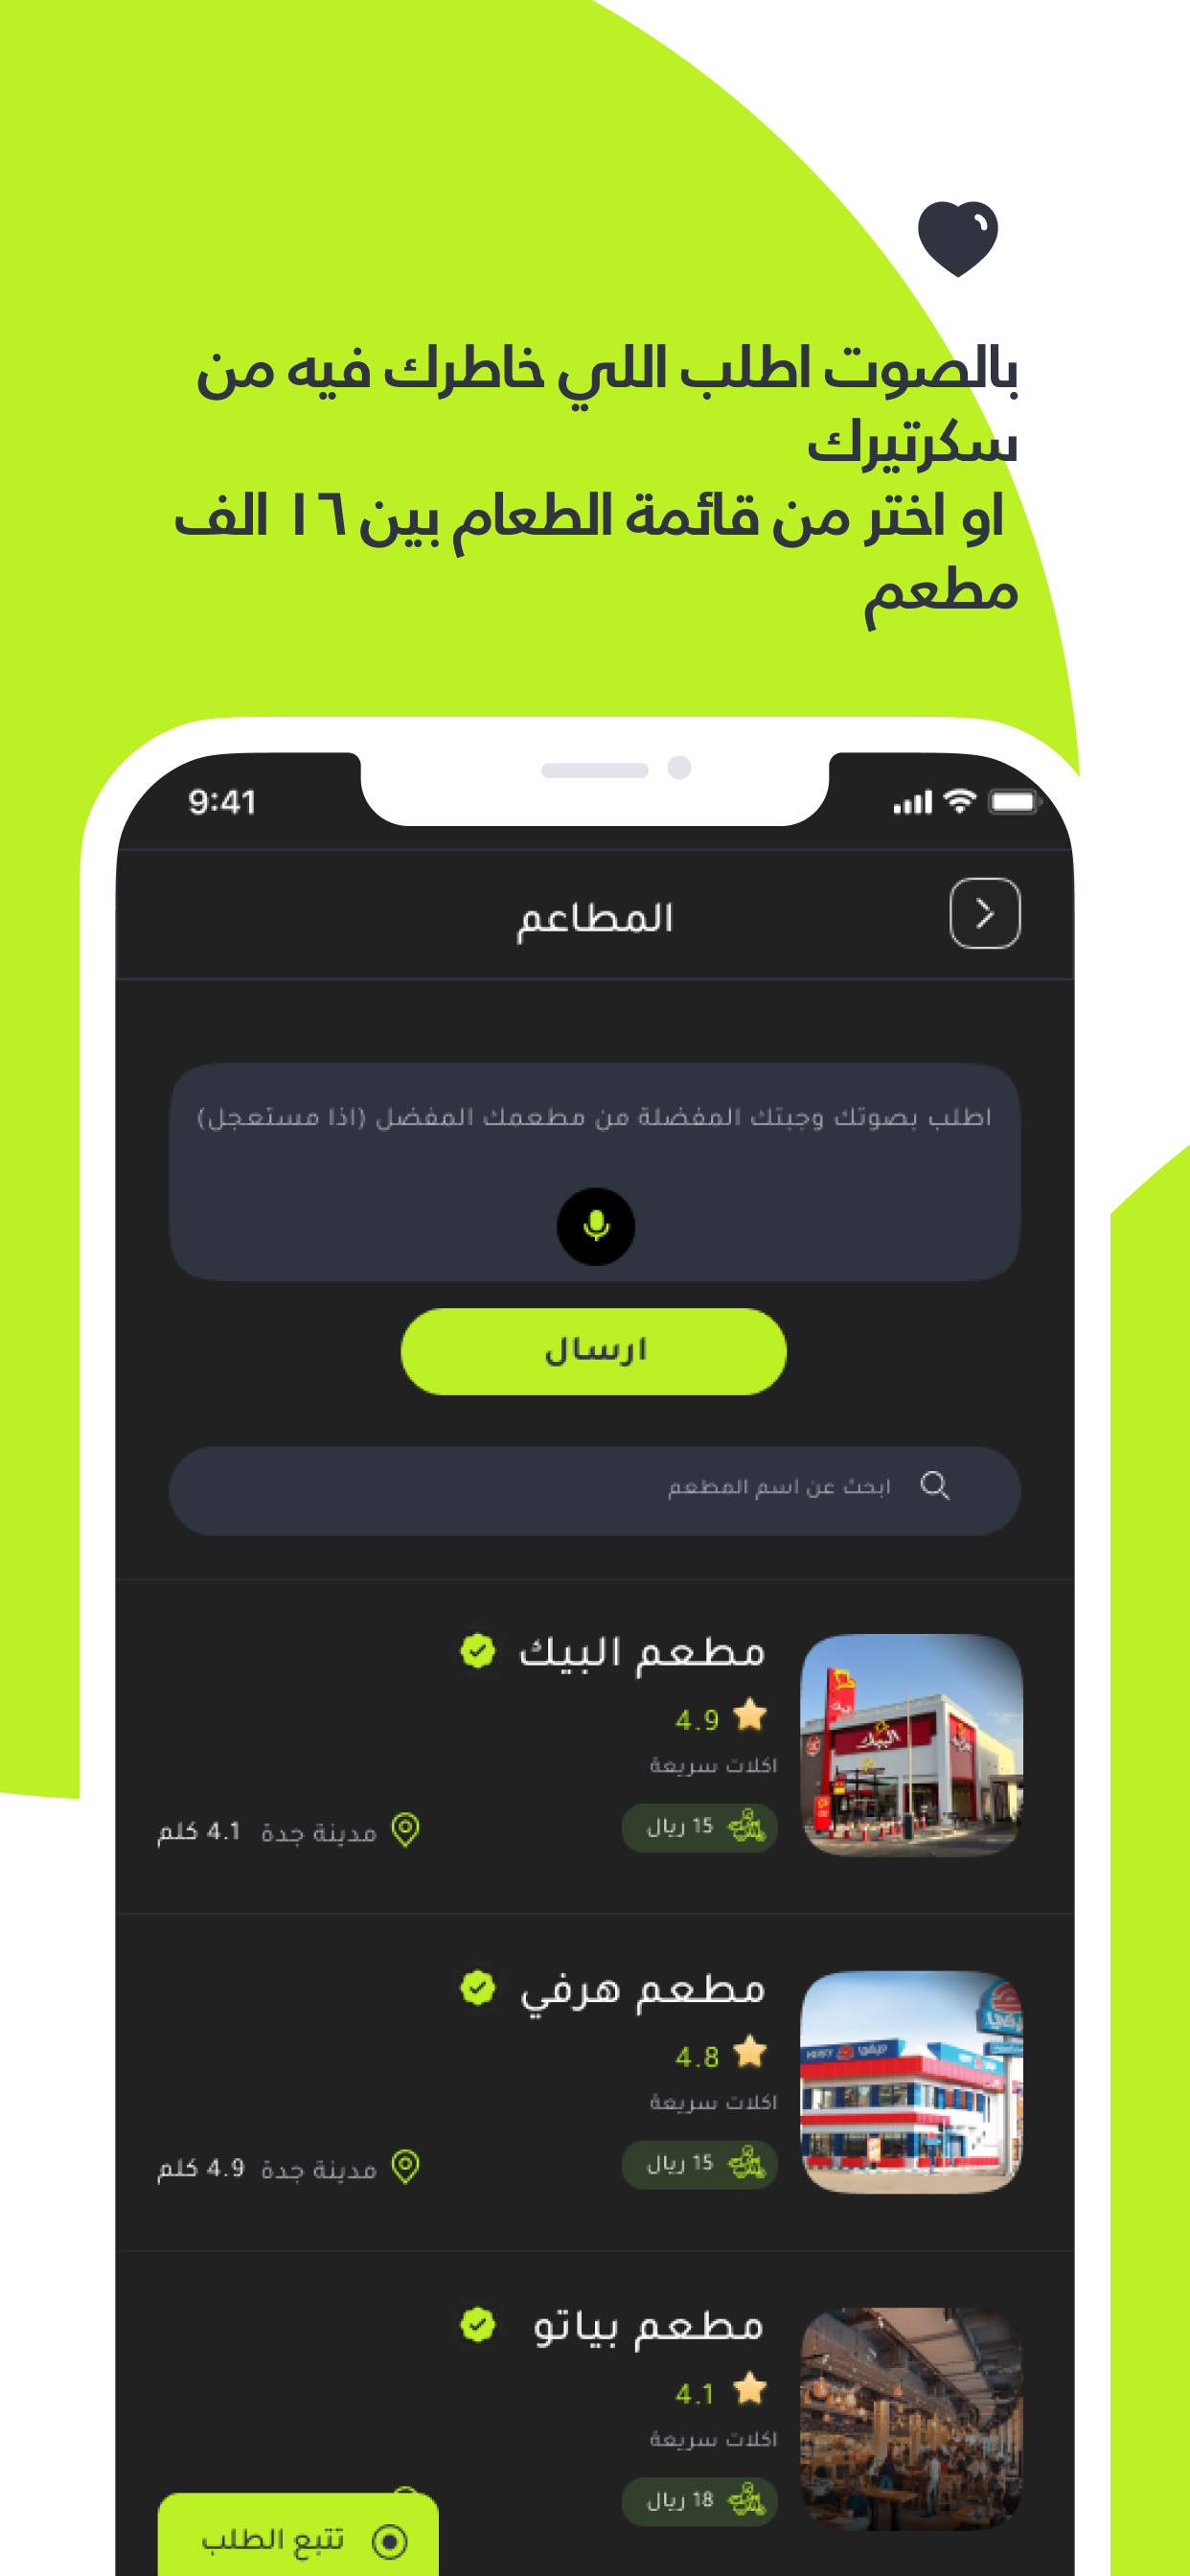 بالصوت اطلب اللي خاطرك فيه من
سكرتيرك
او اختر من قائمة الطعام بين ١٦ الف
مطعم
9:41
المطاعم
اطلب بصوتك وجبتك المفضلة من مطعمك المفضل (اذا مستعجل)
ارسال
ابحث عن اسم المطعم
مطعم البيك
4.9
اكلات سريعة
15 ريال
مدينة جدة 4.1 كلم
البيك
مطعم هرفي
4.8
اكلات سريعة
15 ريال
مدينة جدة 4.9 كلم
HERFY هرفي
مطعم بياتو
4.1
اكلات سريعة
18 ريال
تتبع الطلب